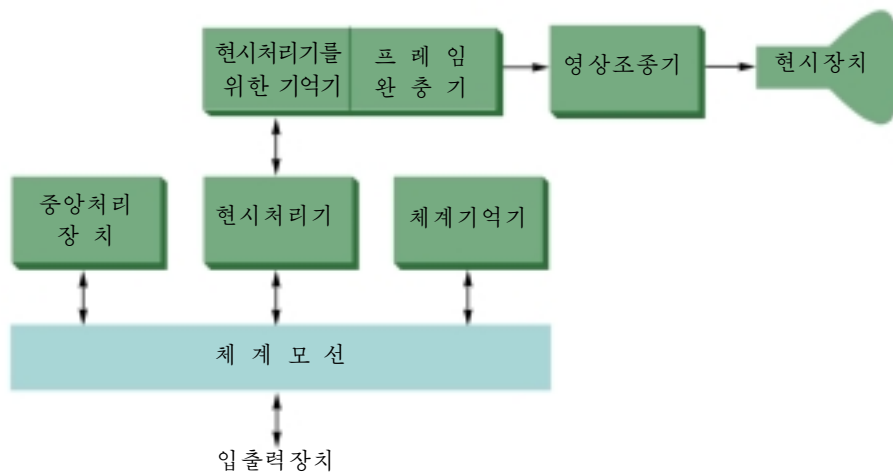 현시처리기를
위한 기억기
프 레 임
완 충 기
영상조종기
현시장치
중앙처리
장 치
현시처리기
체계기억기
체 계 모 선
입출력장치